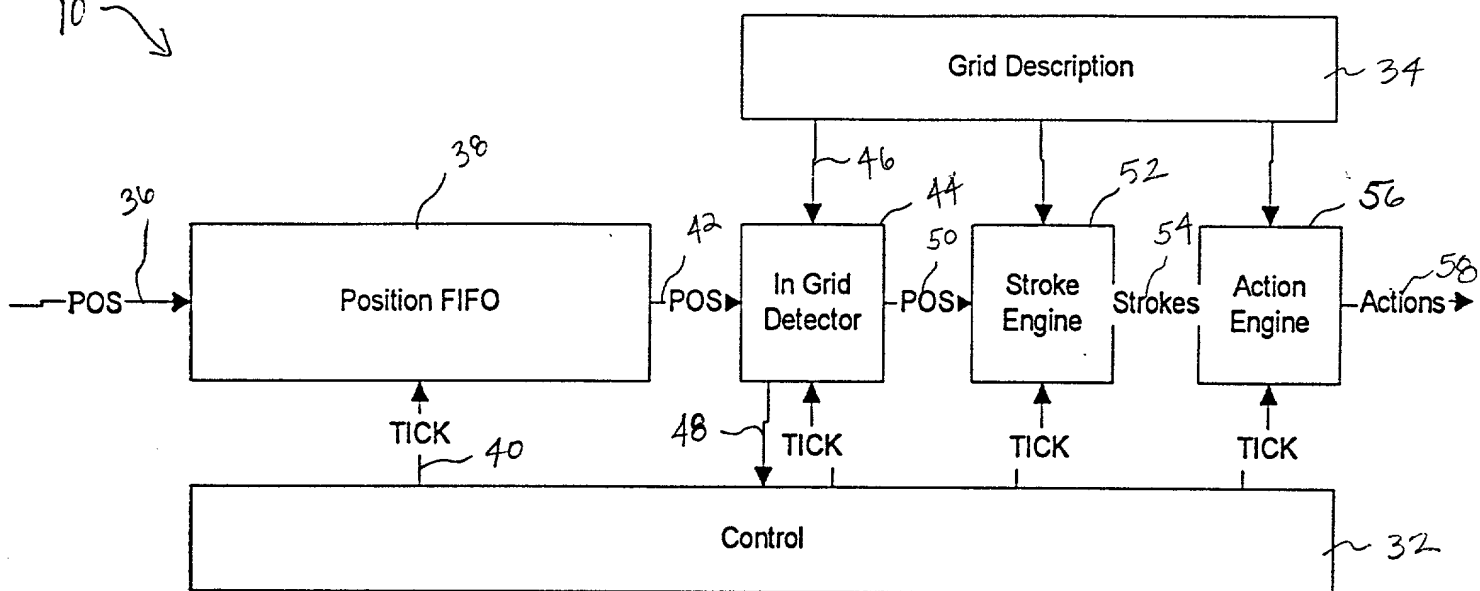 10
Grid Description
34
38
46
44
52
56
36
42
50
54
58
POS
Position FIFO
POS
In Grid
Detector
POS
Stroke
Engine
Strokes
Action
Engine
Actions
TICK
40
48
TICK
TICK
TICK
Control
32